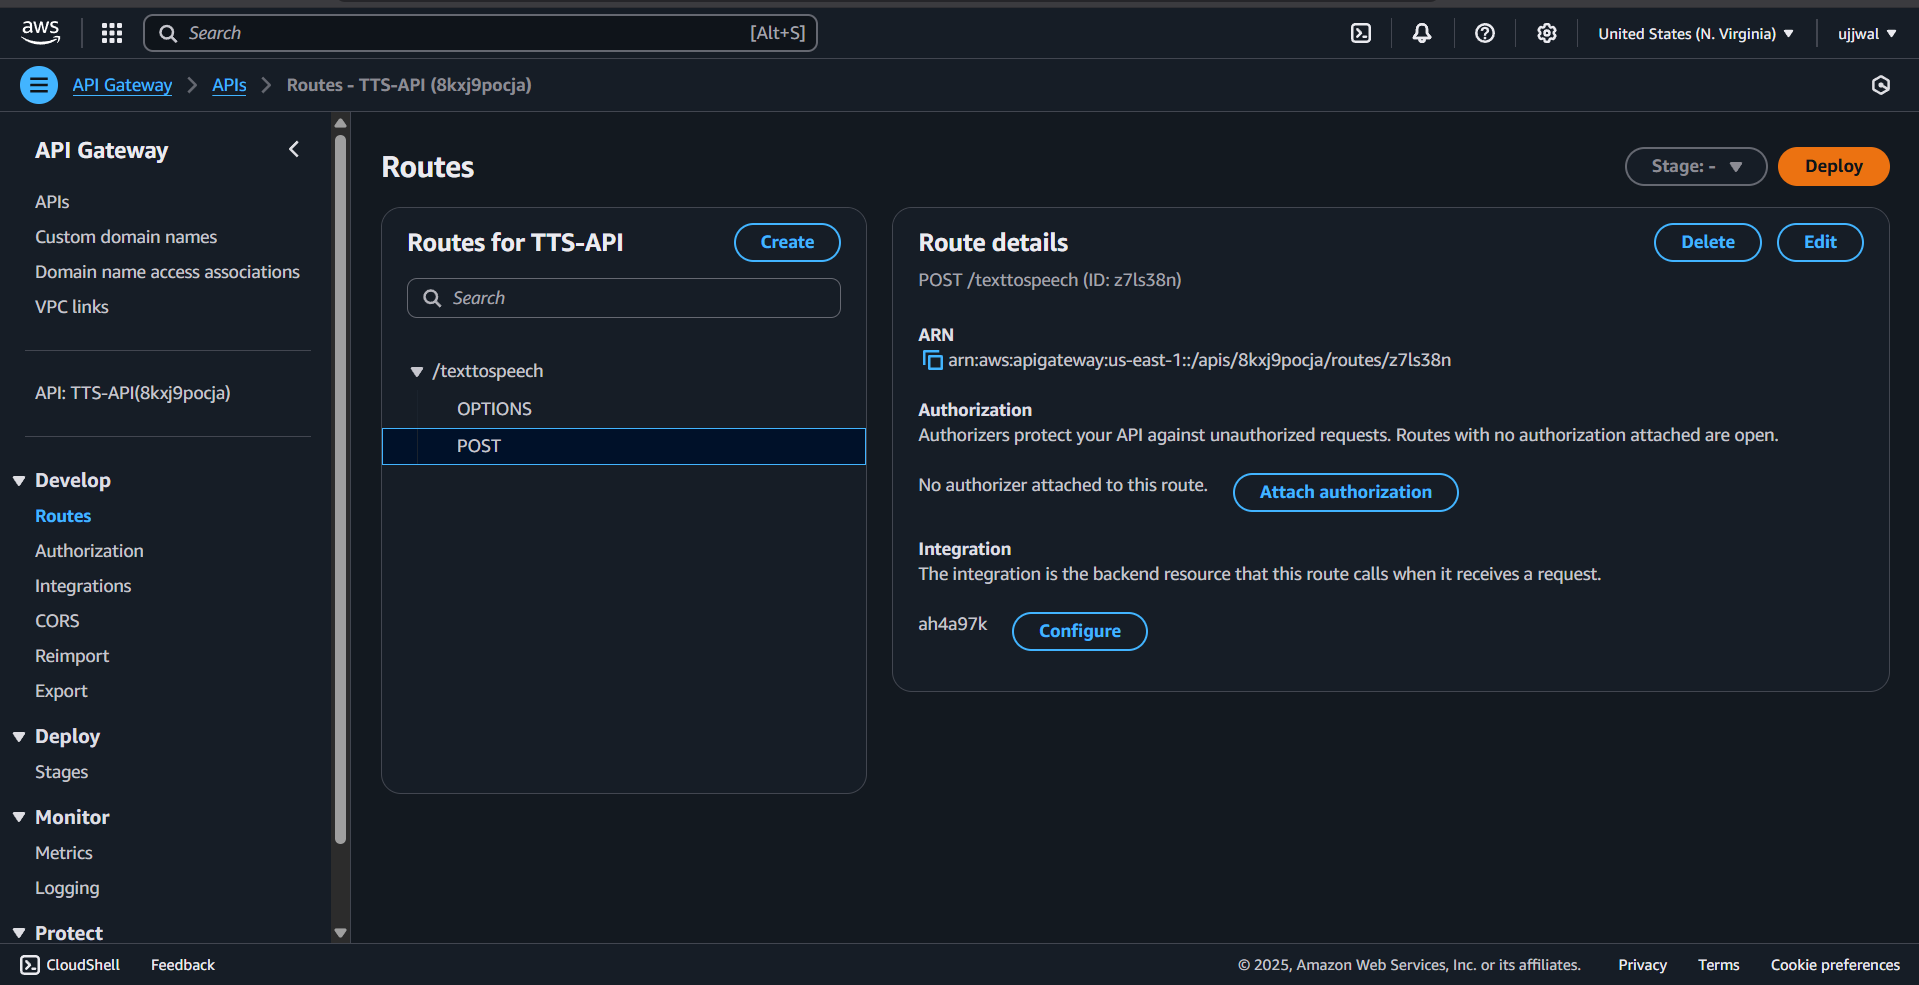 aws
Search
[Alt+S]
United States (N. Virginia)
ujjwal
API Gateway
APIs
Routes - TTS-API (8kxj9pocja)
API Gateway
APIs
Custom domain names
Domain name access associations
VPC links
API: TTS-API(8kxj9pocja)
Develop
Routes
Authorization
Integrations
CORS
Reimport
Export
Deploy
Stages
Monitor
Metrics
Logging
Protect
Routes
Stage: -
Deploy
Routes for TTS-API
Create
Search
/texttospeech
OPTIONS
POST
Route details
Delete
Edit
POST /texttospeech (ID: z7ls38n)
ARN
arn:aws:apigateway:us-east-1::/apis/8kxj9pocja/routes/z7ls38n
Authorization
Authorizers protect your API against unauthorized requests. Routes with no authorization attached are open.
No authorizer attached to this route.
Attach authorization
Integration
The integration is the backend resource that this route calls when it receives a request.
ah4a97k
Configure
CloudShell
Feedback
© 2025, Amazon Web Services, Inc. or its affiliates.
Privacy
Terms
Cookie preferences